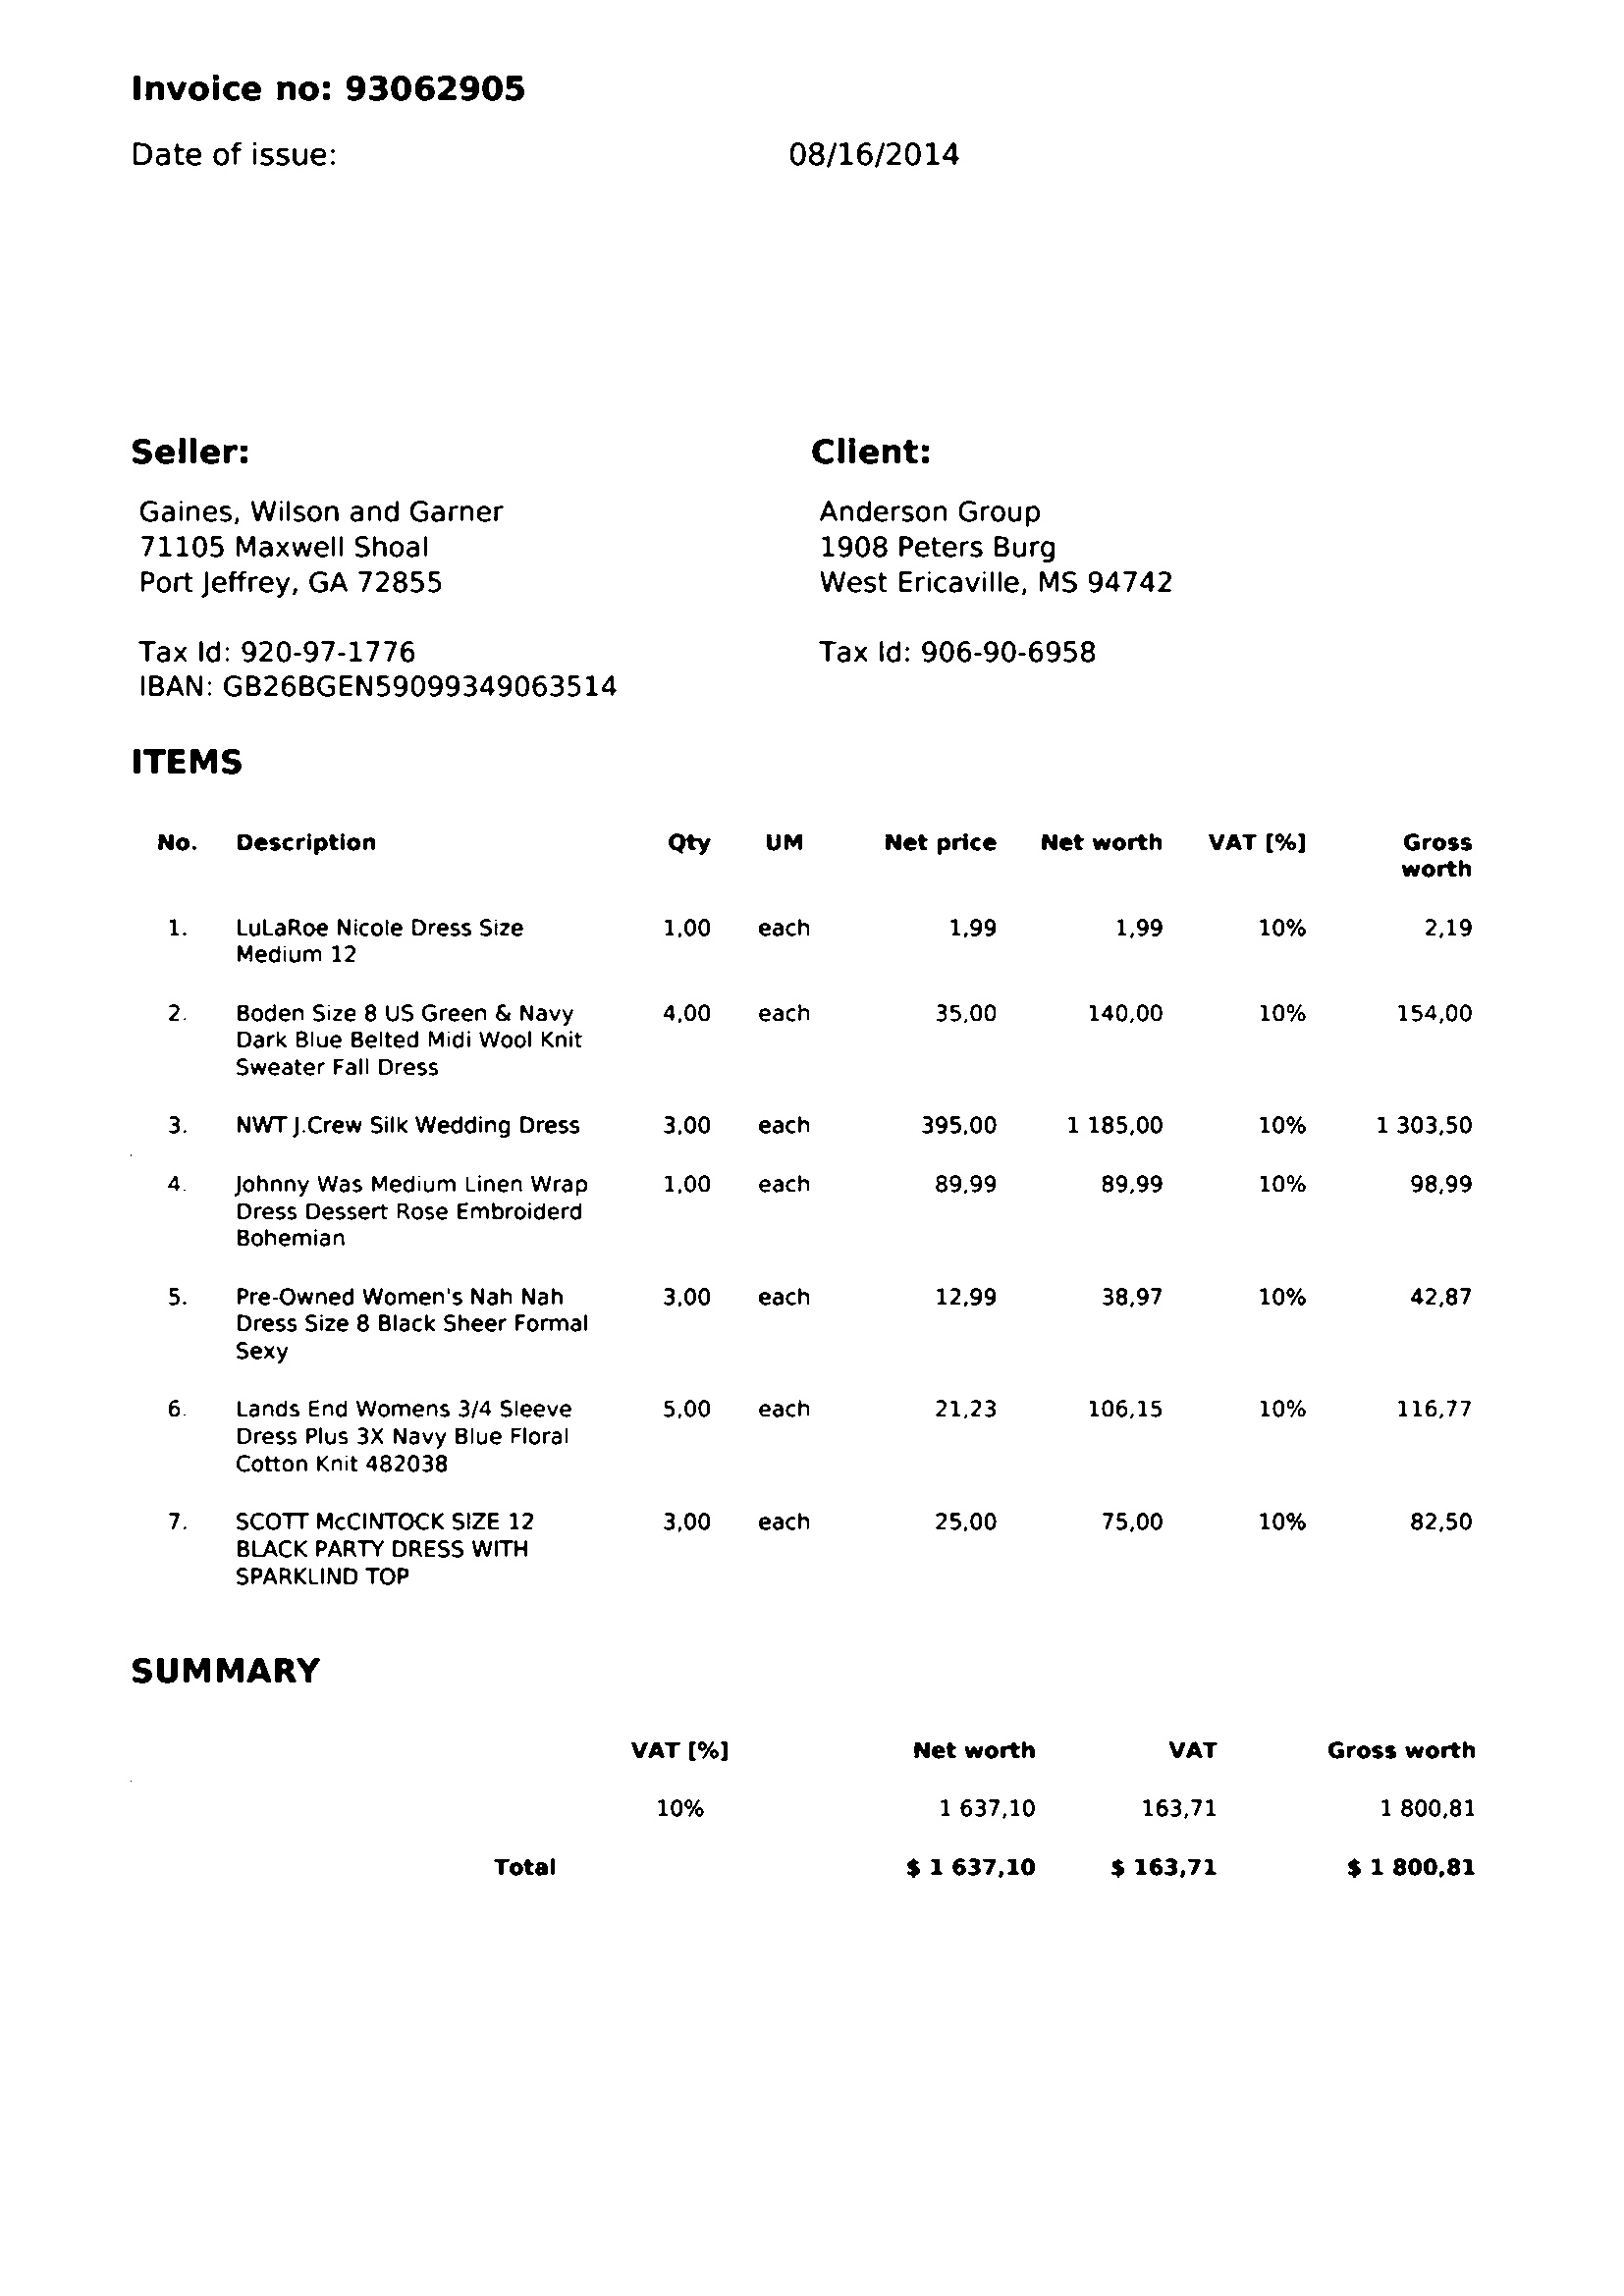 Invoice no: 93062905
Date of issue: 08/16/2014
Seller: Client:
Gaines, Wilson and Garner Anderson Group
71105 Maxwell Shoal 1908 Peters Burg
Port Jeffrey, GA 72855 West Ericaville, MS 94742
Tax Id: 920-97-1776 Tax Id: 906-90-6958
IBAN: GB26BGEN59099349063514
ITEMS
No. Description Qty UM Net price Net worth VAT [%] Gross
worth
1. LuLaRoe Nicole Dress Size 1,00 each 1,99 1,99 10% 2,19
Medium 12
2. Boden Size 8 US Green & Navy 4,00 each 35,00 140,00 10% 154,00
Dark Blue Belted Midi Wool Knit
Sweater Fall Dress
3. NWT J.Crew Silk Wedding Dress 3,00 each 395,00 1 185,00 10% 1 303,50
4. Johnny Was Medium Linen Wrap 1,00 each 89,99 89,99 10% 98,99
Dress Dessert Rose Embroiderd
Bohemian
5. Pre-Owned Women's Nah Nah 3,00 each 12,99 38,97 10% 42,87
Dress Size 8 Black Sheer Formal
Sexy
6. Lands End Womens 3/4 Sleeve 5,00 each 21,23 106,15 10% 116,77
Dress Plus 3X Navy Blue Floral
Cotton Knit 482038
7. SCOTT McCINTOCK SIZE 12 3,00 each 25,00 75,00 10% 82,50
BLACK PARTY DRESS WITH
SPARKLIND TOP
SUMMARY
VAT [%] Net worth VAT Gross worth
10% 1 637,10 163,71 1 800,81
Total $ 1 637,10 $ 163,71 $ 1 800,81